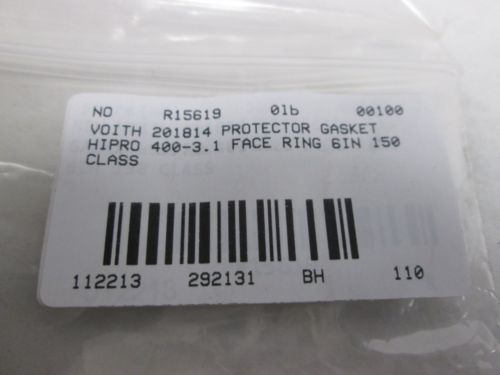 NO R15619 0lb 00100
VOITH 201814 PROTECTOR GASKET
HIPRO 400-3.1 FACE RING 6IN 150
CLASS
112213 292131 BH 110